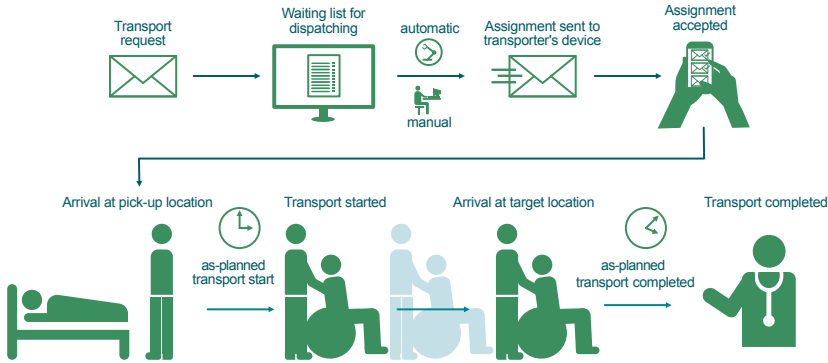 Transport
request
Waiting list for
dispatching
automatic
manual
Assignment sent to
transporter's device
Assignment
accepted
Arrival at pick-up location
as-planned
transport start
Transport started
Arrival at target location
as-planned
transport completed
Transport completed